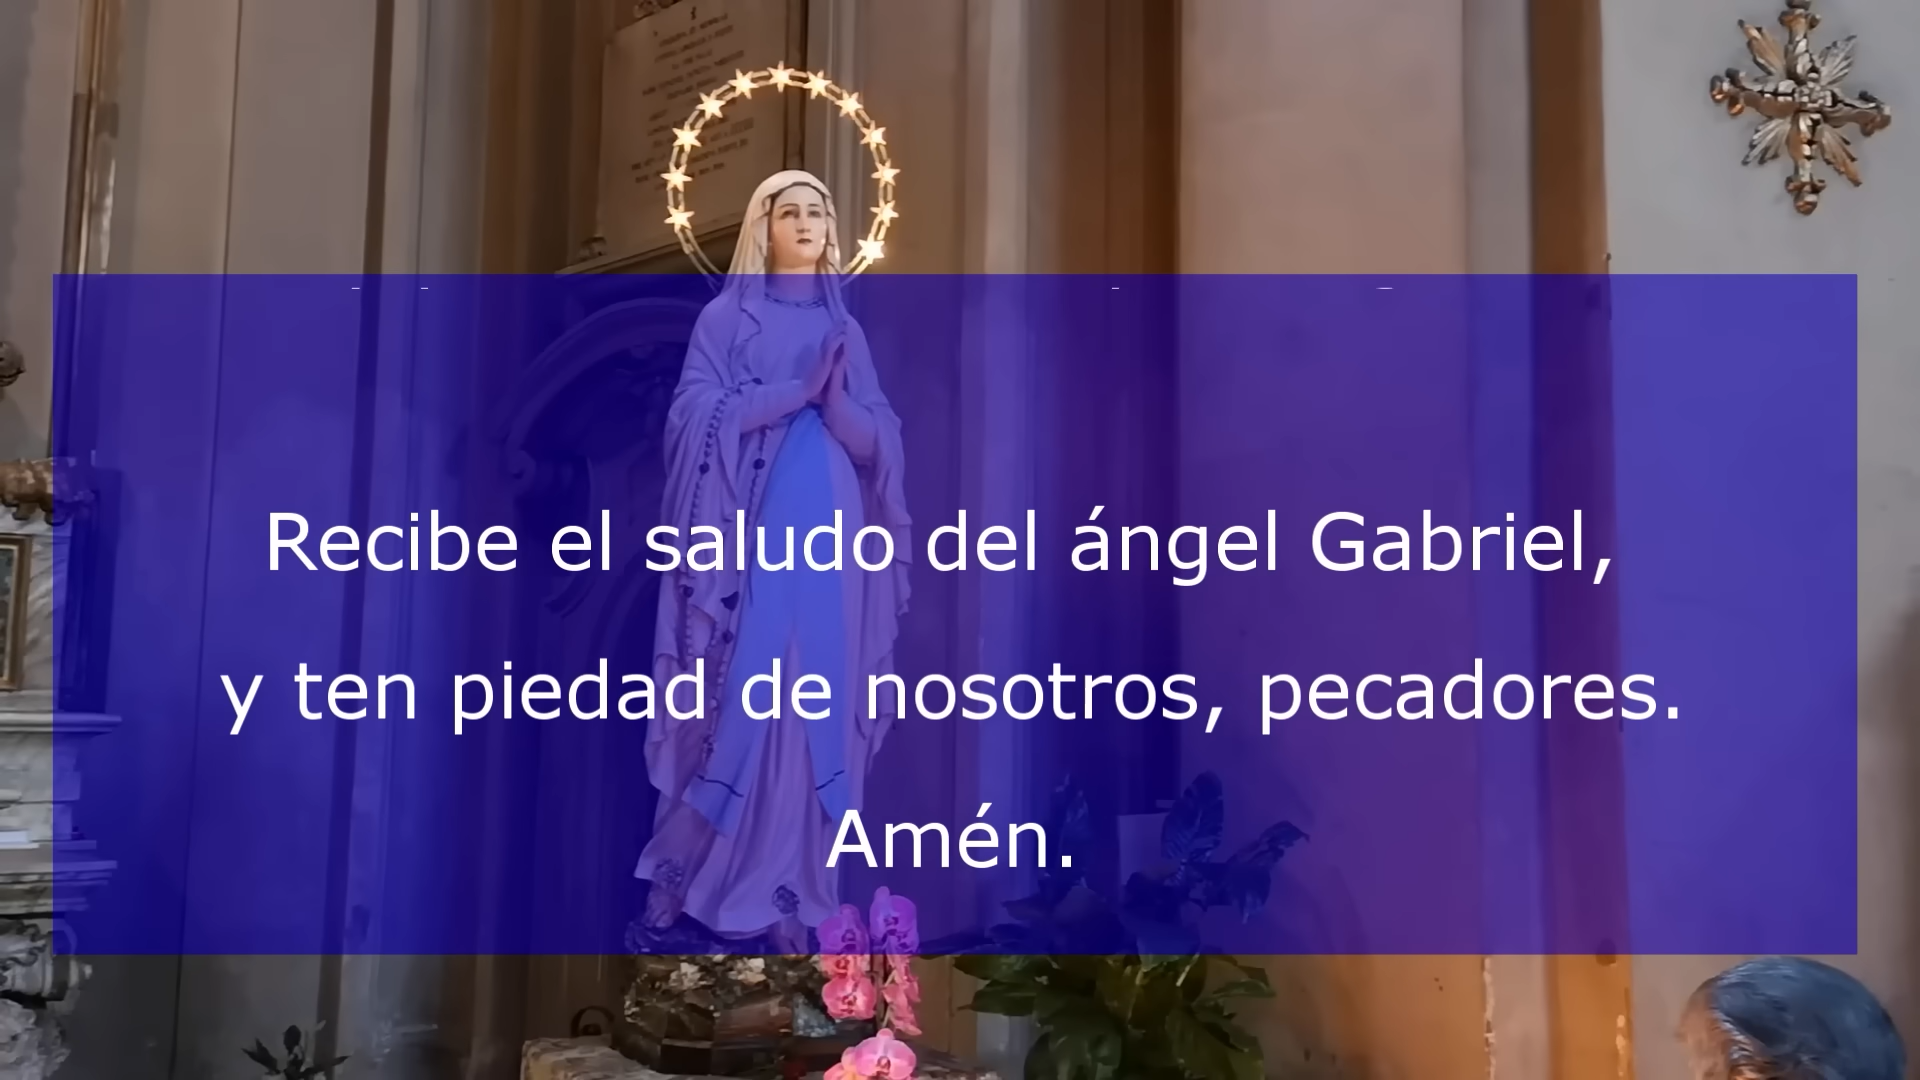 Recibe el saludo del ángel Gabriel,
y ten piedad de nosotros, pecadores.
Amén.